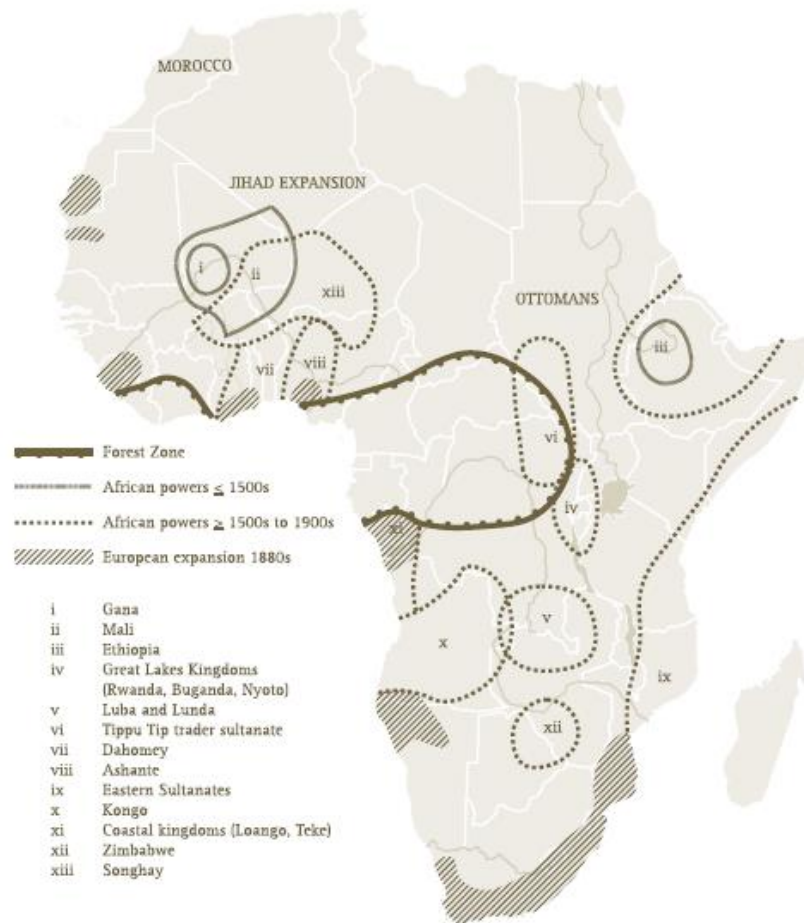 MOROCCO
JIHAD EXPANSION
i
ii
xiii
OTTOMANS
iii
vii
viii
vi
iv
xi
v
x
ix
xii
Forest Zone
African powers ≤ 1500s
African powers ≥ 1500s to 1900s
European expansion 1880s
i Gana
ii Mali
iii Ethiopia
iv Great Lakes Kingdoms
(Rwanda, Buganda, Nyoto)
v Luba and Lunda
vi Tippu Tip trader sultanate
vii Dahomey
viii Ashante
ix Eastern Sultanates
x Kongo
xi Coastal kingdoms (Loango, Teke)
xii Zimbabwe
xiii Songhay